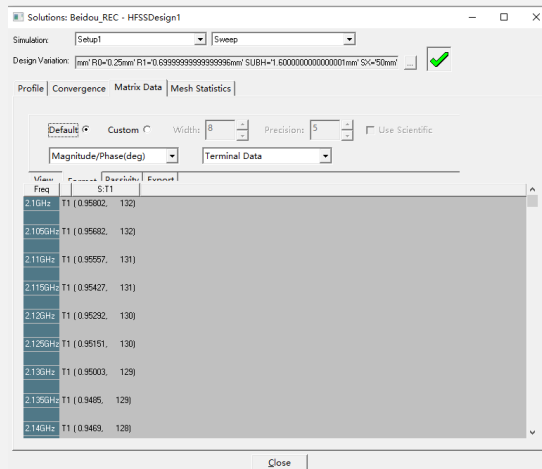 Solutions: Beidou_REC - HFSSDesign1
Simulation: Setup1 Sweep
Design Variation: mm' R0='0.25mm' R1='0.69999999999999996mm' SUBH='1.6000000000000001mm' SX='50mm' ...
Profile Convergence Matrix Data Mesh Statistics
Default Custom Width: 8 Precision: 5 Use Scientific
Magnitude/Phase(deg) Terminal Data
View Format Passivity Export
Freq S:T1
2.1GHz T1 ( 0.95802, 132)
2.105GHz T1 ( 0.95682, 132)
2.11GHz T1 ( 0.95557, 131)
2.115GHz T1 ( 0.95427, 131)
2.12GHz T1 ( 0.95292, 130)
2.125GHz T1 ( 0.95151, 130)
2.13GHz T1 ( 0.95003, 129)
2.135GHz T1 ( 0.9485, 129)
2.14GHz T1 ( 0.9469, 128)
Close